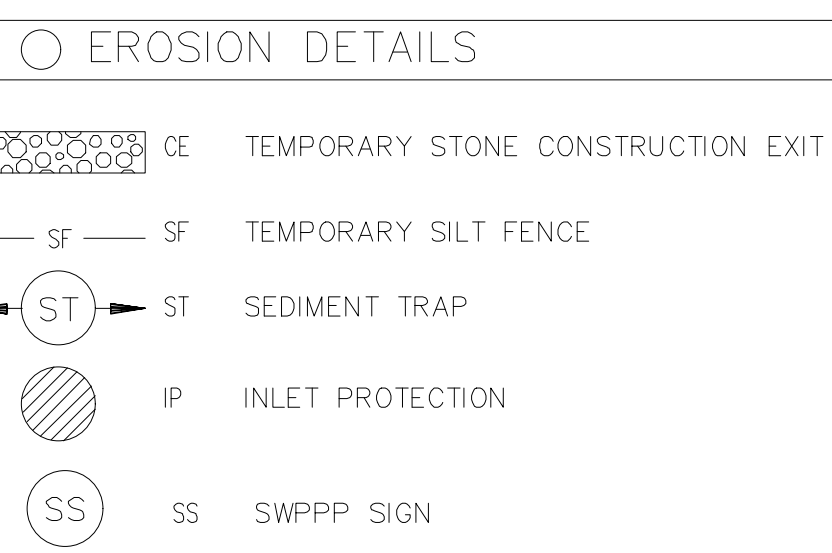 EROSION DETAILS
CE TEMPORARY STONE CONSTRUCTION EXIT
SF SF TEMPORARY SILT FENCE
ST ST SEDIMENT TRAP
IP INLET PROTECTION
SS SS SWPPP SIGN